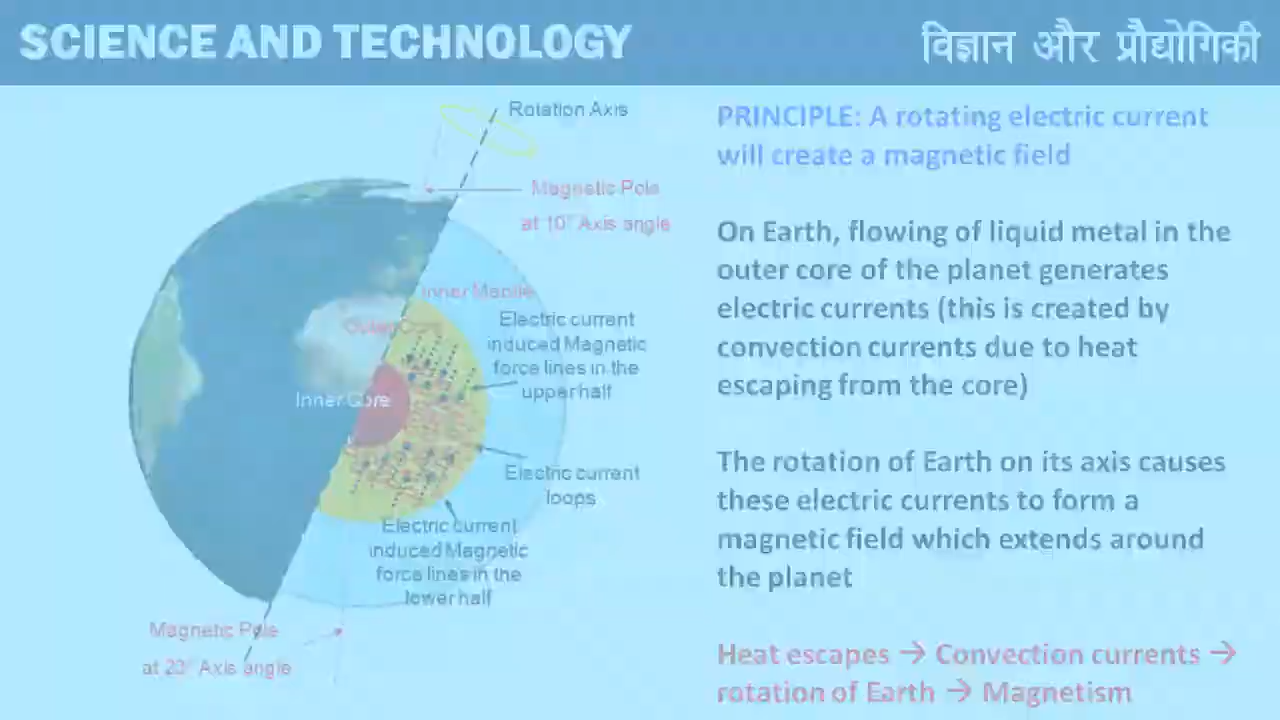 SCIENCE AND TECHNOLOGY
विज्ञान और प्रौद्योगिकी
Rotation Axis
Magnetic Pole
at 10° Axis angle
Inner Mantle
Outer Core
Electric current
induced Magnetic
force lines in the
upper half
Inner Core
Electric current
loops
Electric current
induced Magnetic
force lines in the
lower half
Magnetic Pole
at 23° Axis angle
PRINCIPLE: A rotating electric current
will create a magnetic field
On Earth, flowing of liquid metal in the
outer core of the planet generates
electric currents (this is created by
convection currents due to heat
escaping from the core)
The rotation of Earth on its axis causes
these electric currents to form a
magnetic field which extends around
the planet
Heat escapes → Convection currents →
rotation of Earth → Magnetism